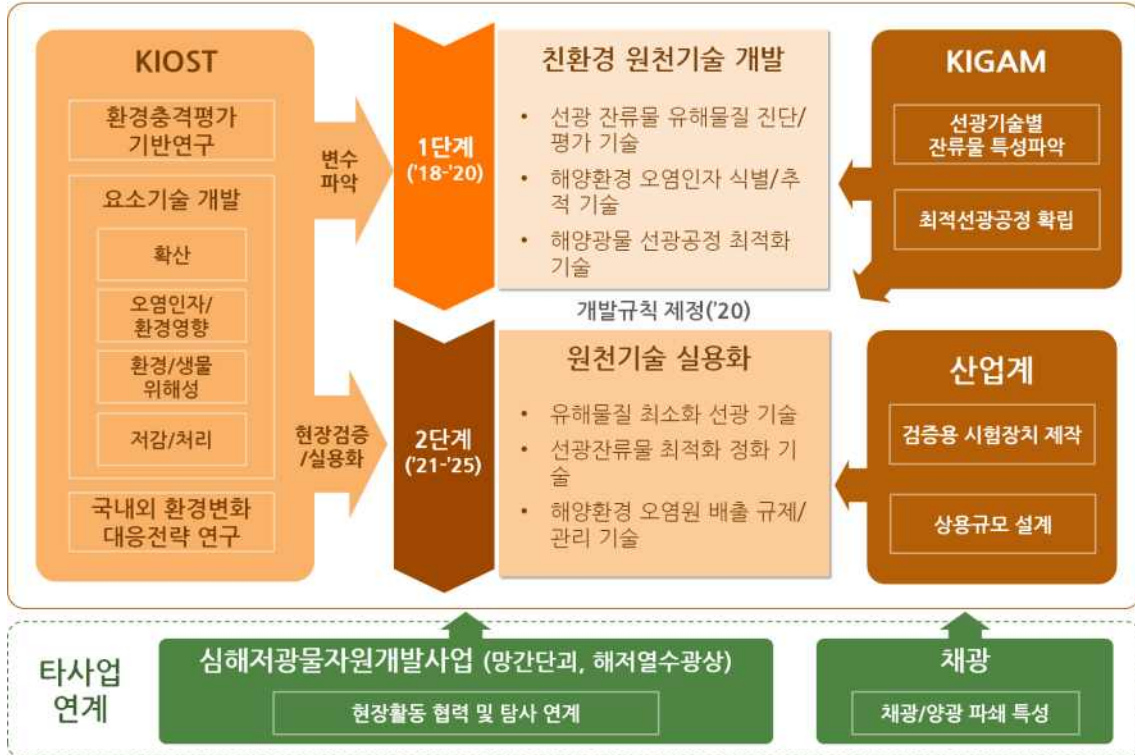 KIOST
환경충격평가
기반연구
요소기술 개발
확산
오염인자/
환경영향
환경/생물
위해성
저감/처리
국내외 환경변화
대응전략 연구
변수
파악
현장검증
/실용화
1단계
('18-'20)
2단계
('21-'25)
친환경 원천기술 개발
• 선광 잔류물 유해물질 진단/
평가 기술
• 해양환경 오염인자 식별/추
적 기술
• 해양광물 선광공정 최적화
기술
개발규칙 제정('20)
원천기술 실용화
• 유해물질 최소화 선광 기술
• 선광잔류물 최적화 정화 기
술
• 해양환경 오염원 배출 규제/
관리 기술
KIGAM
선광기술별
잔류물 특성파악
최적선광공정 확립
산업계
검증용 시험장치 제작
상용규모 설계
타사업
연계
심해저광물자원개발사업 (망간단괴, 해저열수광상)
현장활동 협력 및 탐사 연계
채광
채광/양광 파쇄 특성